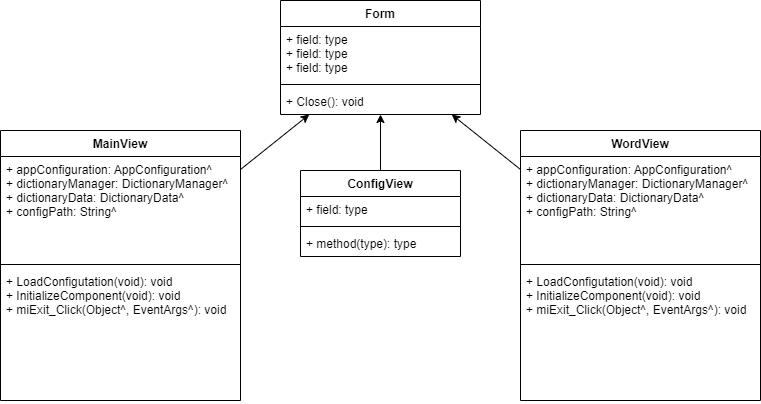 Form
+ field: type
+ field: type
+ field: type
+ Close(): void
MainView
+ appConfiguration: AppConfiguration^
+ dictionaryManager: DictionaryManager^
+ dictionaryData: DictionaryData^
+ configPath: String^
+ LoadConfigutation(void): void
+ InitializeComponent(void): void
+ miExit_Click(Object^, EventArgs^): void
ConfigView
+ field: type
+ method(type): type
WordView
+ appConfiguration: AppConfiguration^
+ dictionaryManager: DictionaryManager^
+ dictionaryData: DictionaryData^
+ configPath: String^
+ LoadConfigutation(void): void
+ InitializeComponent(void): void
+ miExit_Click(Object^, EventArgs^): void